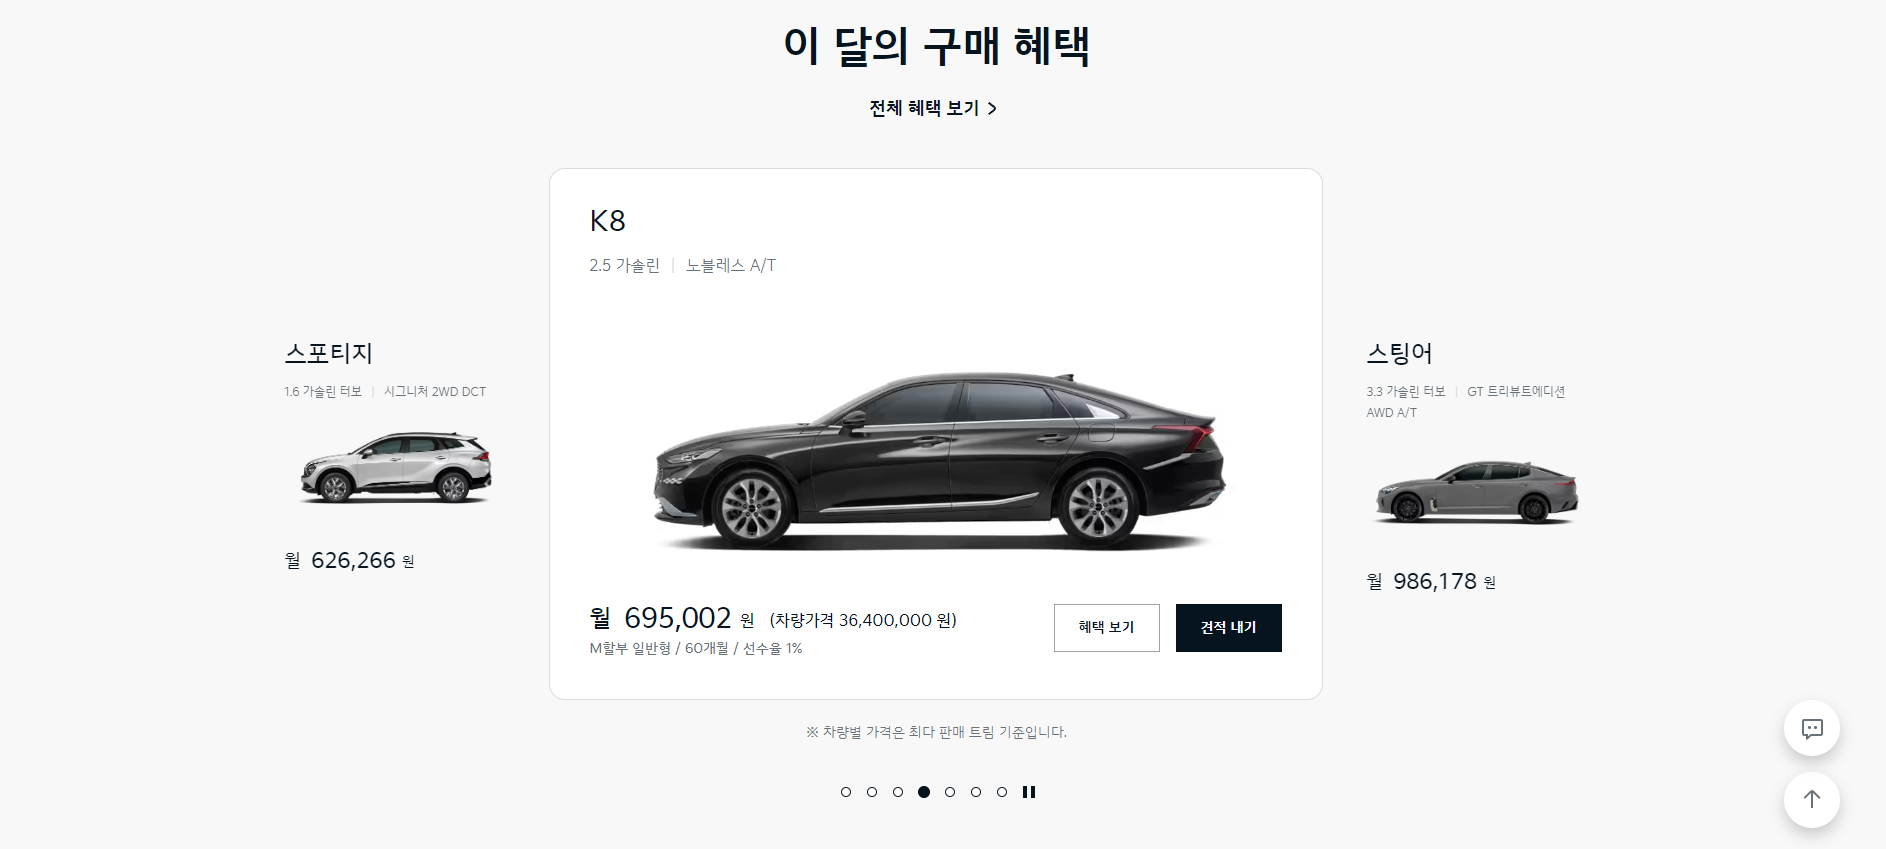 이 달의 구매 혜택
전체 혜택 보기 >
스포티지
1.6 가솔린 터보 | 시그니처 2WD DCT
월 626,266 원
K8
2.5 가솔린 | 노블레스 A/T
월 695,002 원 (차량가격 36,400,000 원)
M할부 일반형 / 60개월 / 선수율 1%
혜택 보기
견적 내기
스팅어
3.3 가솔린 터보 | GT 트리뷰트에디션
AWD A/T
월 986,178 원
※ 차량별 가격은 최다 판매 트림 기준입니다.